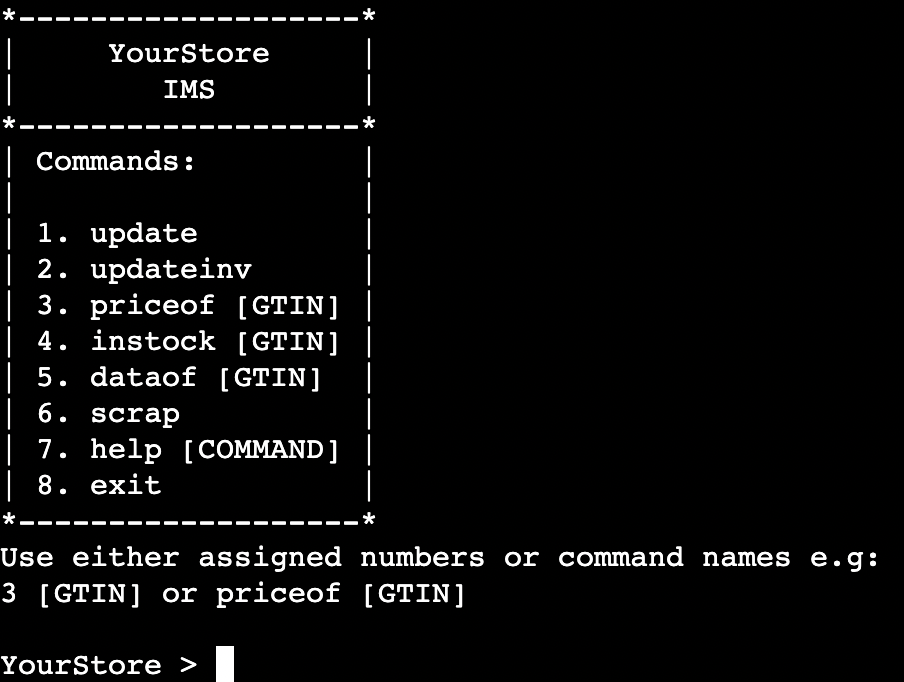 *-------------------*
|     YourStore     |
|        IMS        |
*-------------------*
| Commands:         |
|                   |
| 1. update         |
| 2. updateinv      |
| 3. priceof [GTIN] |
| 4. instock [GTIN] |
| 5. dataof [GTIN]  |
| 6. scrap          |
| 7. help [COMMAND] |
| 8. exit           |
*-------------------*
Use either assigned numbers or command names e.g:
3 [GTIN] or priceof [GTIN]

YourStore >